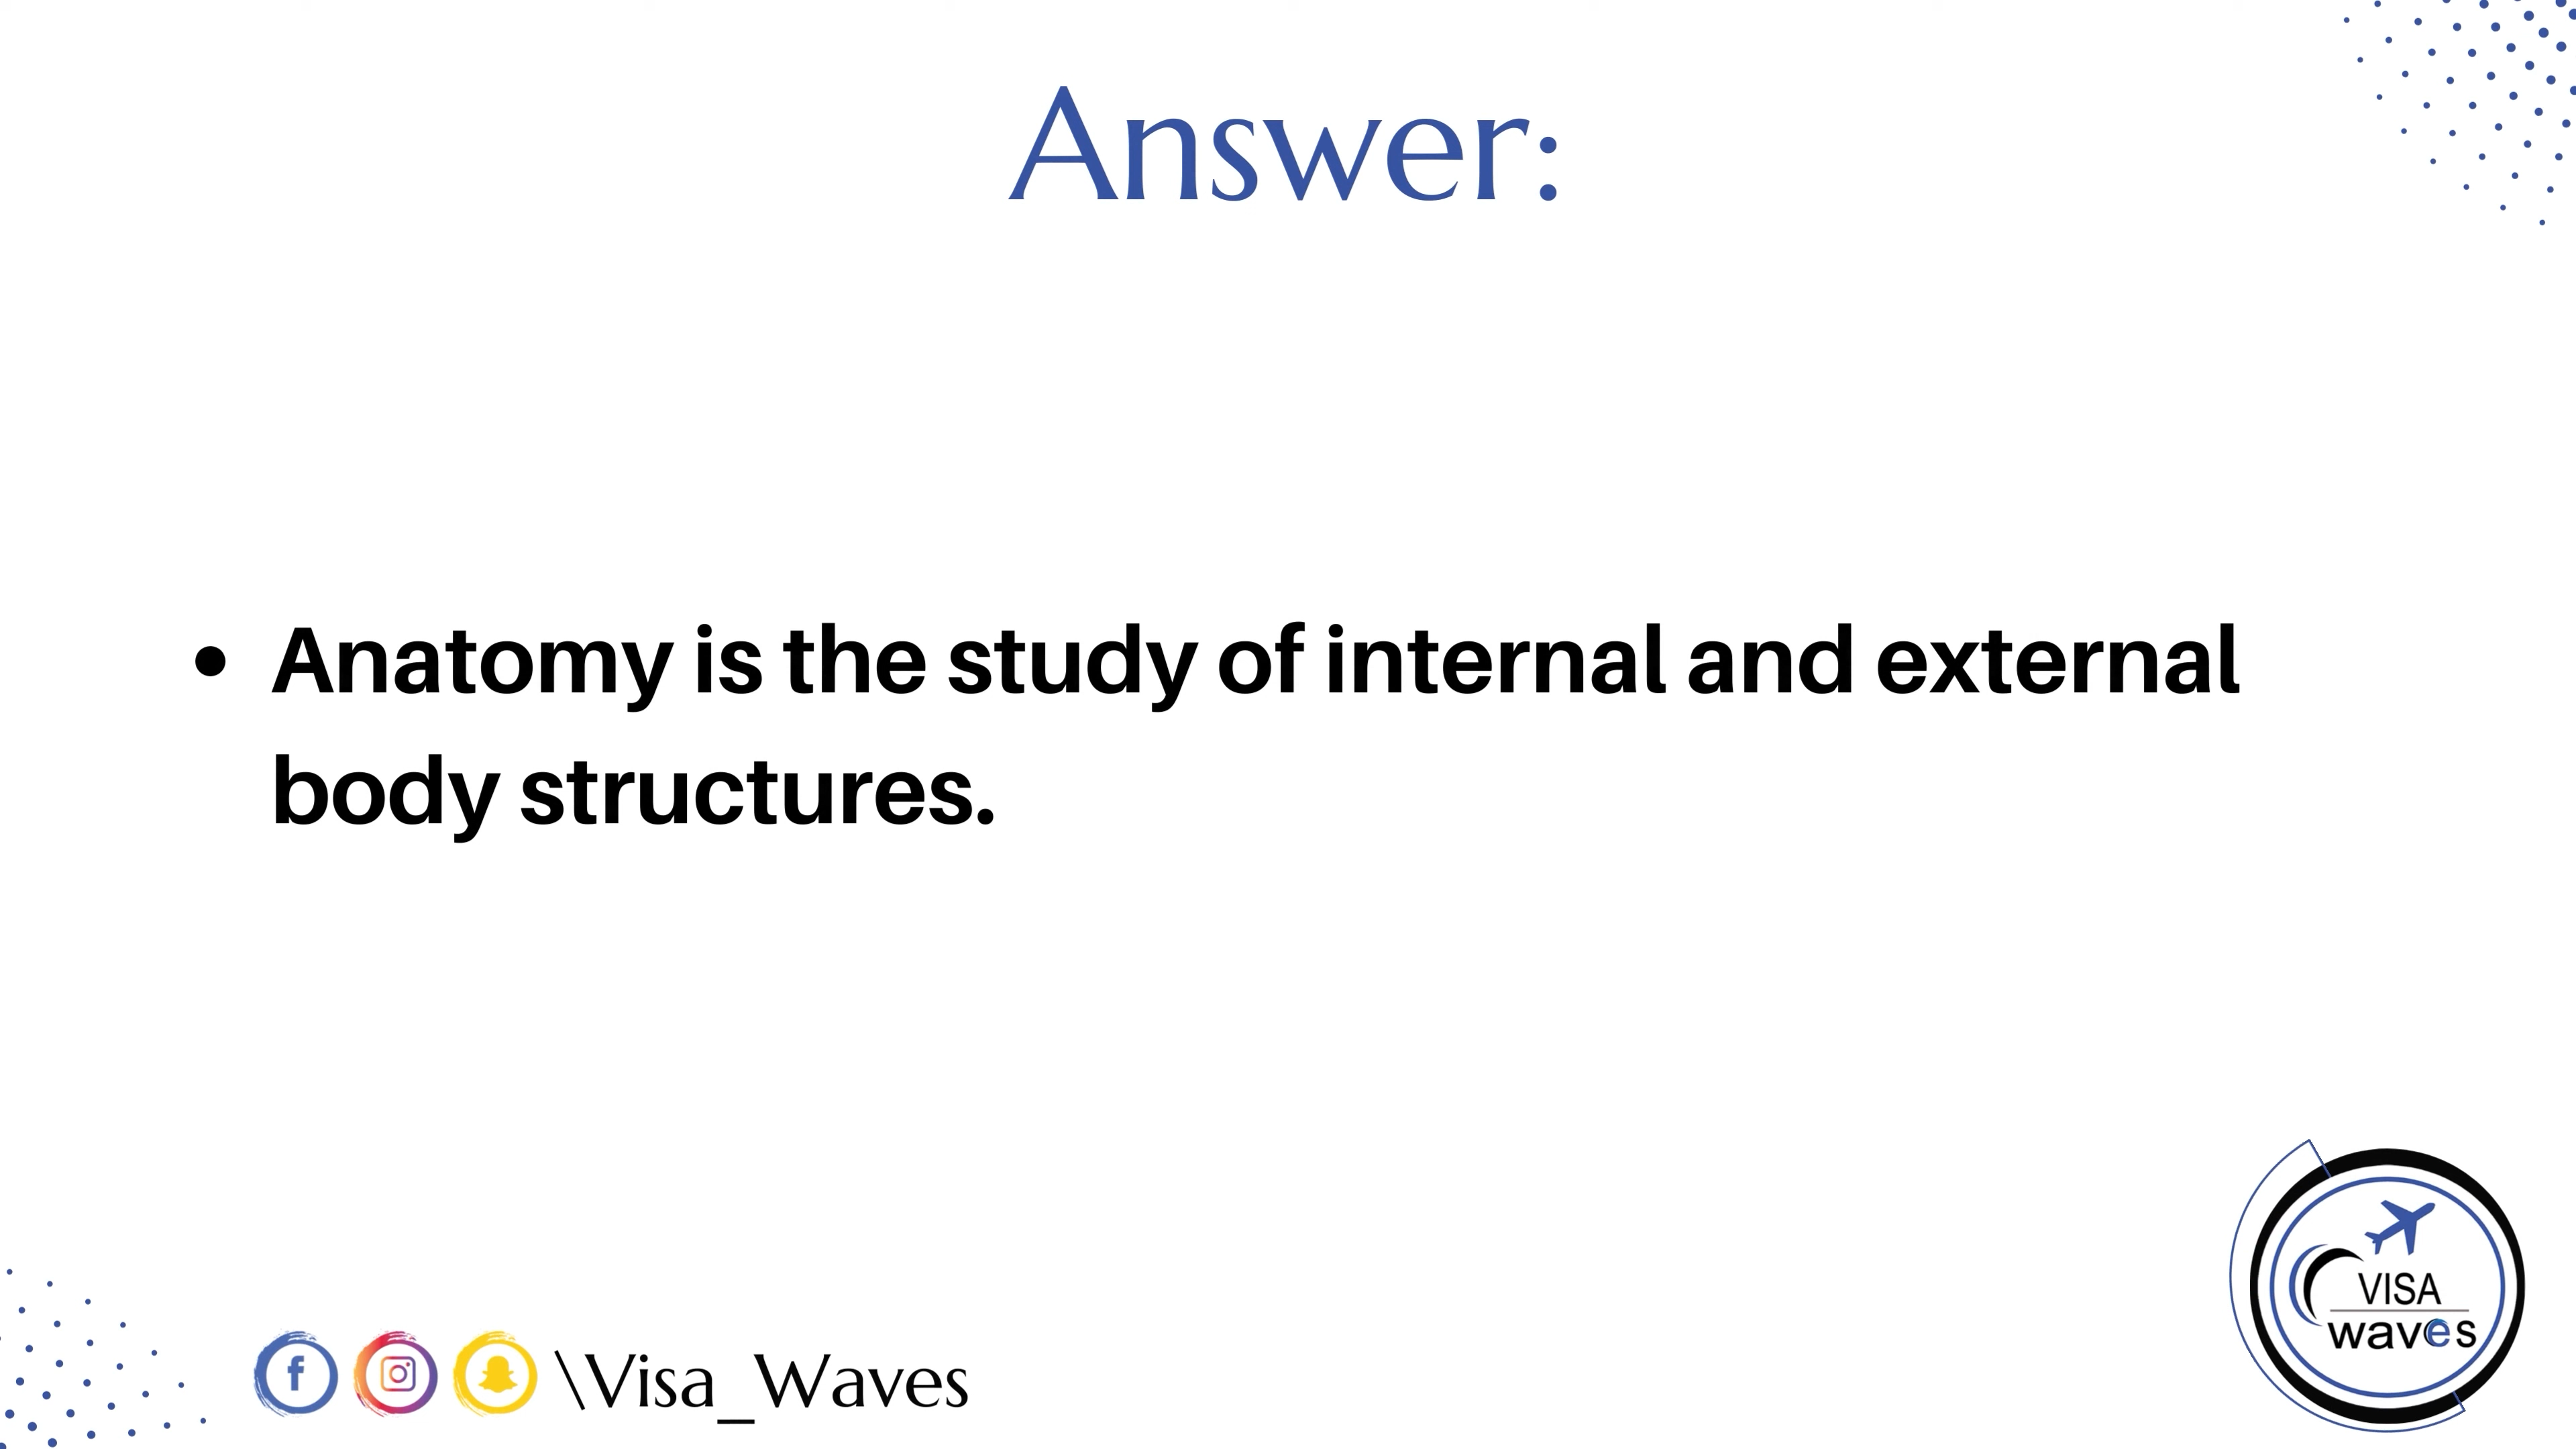 Answer:
• Anatomy is the study of internal and external
body structures.
\Visa_Waves
VISA
waves